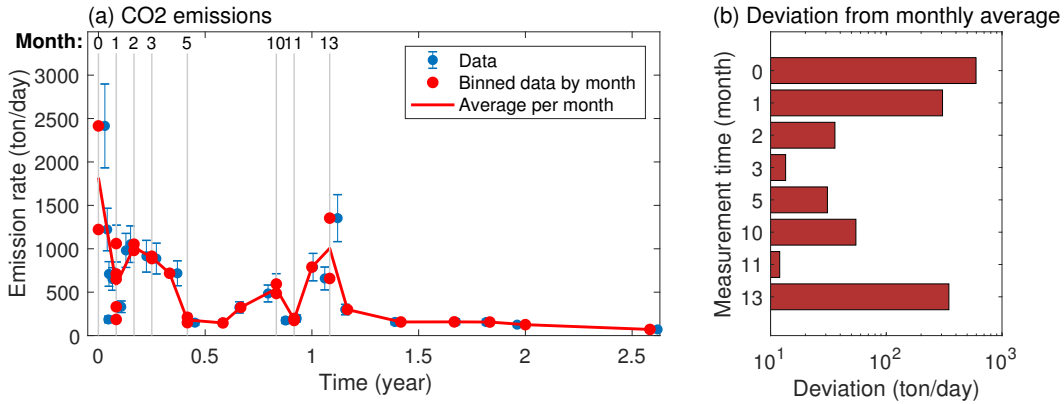 (a) CO2 emissions
Month: 0 1 2 3 5 10 11 13
Data
Binned data by month
Average per month
3000
2500
2000
1500
1000
500
0
Emission rate (ton/day)
0 0.5 1 1.5 2 2.5
Time (year)
(b) Deviation from monthly average
0
1
2
3
5
10
11
13
Measurement time (month)
10^1 10^2 10^3
Deviation (ton/day)